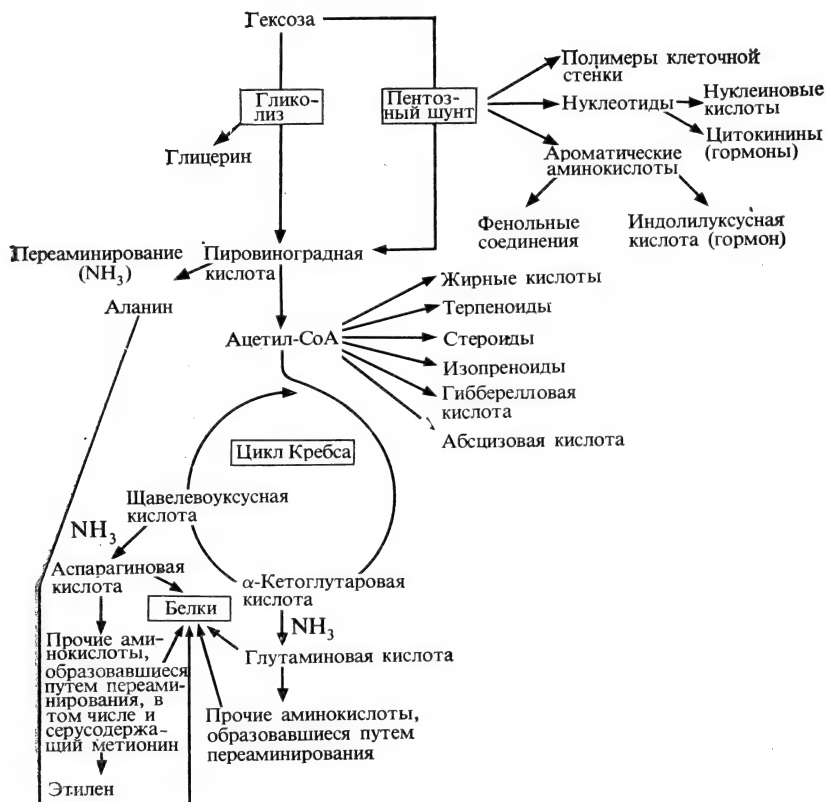 Гексоза
Глико-
лиз
Пентоз-
ный шунт
Полимеры клеточной
стенки
Нуклеотиды
Нуклеиновые
кислоты
Цитокинины
(гормоны)
Глицерин
Ароматические
аминокислоты
Фенольные
соединения
Индолилуксусная
кислота (гормон)
Переаминирование
(NH₃)
Пировиноградная
кислота
Аланин
Ацетил-СоА
Жирные кислоты
Терпеноиды
Стероиды
Изопреноиды
Гибберелловая
кислота
Абсцизовая кислота
Цикл Кребса
Щавелевоуксусная
кислота
NH₃
Аспарагиновая
кислота
α-Кетоглутаровая
кислота
Белки
NH₃
Прочие ами-
нокислоты,
образовавшиеся
путем переами-
нирования, в
том числе и
серусодержа-
щий метионин
Глутаминовая кислота
Прочие аминокислоты,
образовавшиеся путем
переаминирования
Этилен